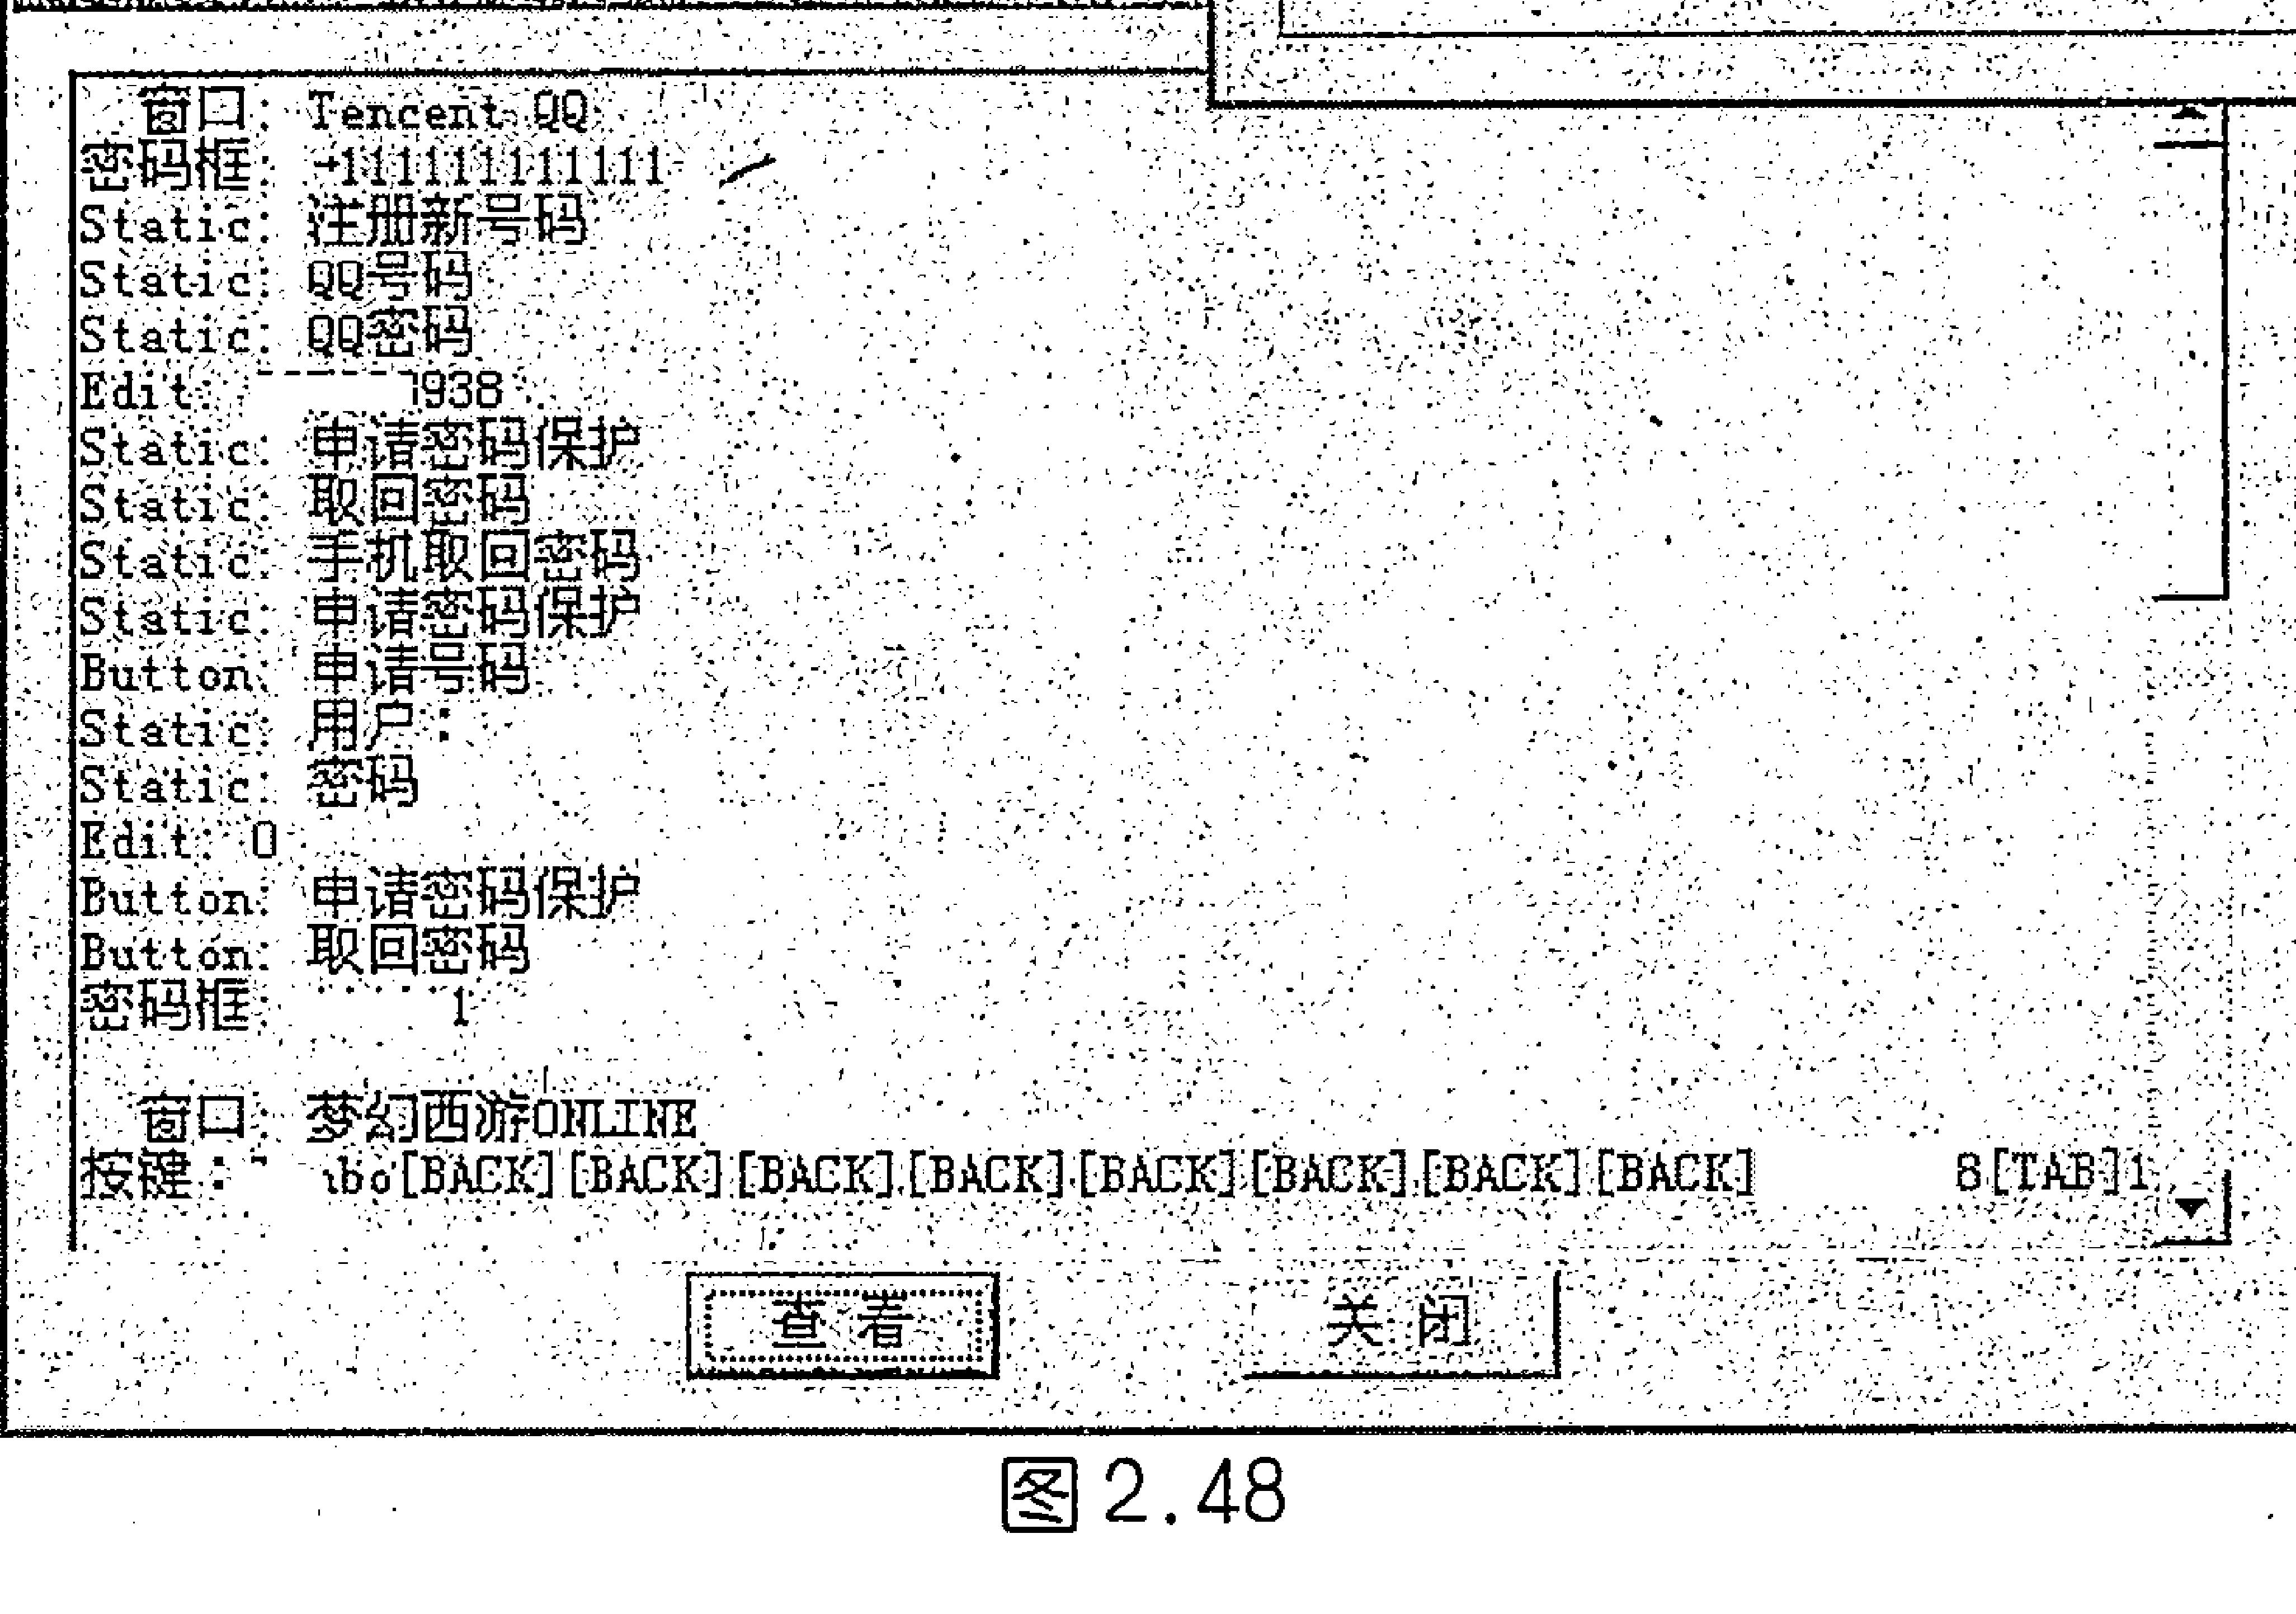 窗口: Tencent QQ
密码框: 111111111111
Static: 注册新号码
Static: QQ号码
Static: QQ密码
Edit: 938
Static: 申请密码保护
Static: 取回密码
Static: 手机取回密码
Static: 申请密码保护
Button: 申请号码
Static: 用户：
Static: 密码
Edit: 0
Button: 申请密码保护
Button: 取回密码
密码框: 1
窗口: 梦幻西游ONLINE
按键： [BACK][BACK][BACK][BACK][BACK][BACK][BACK][BACK] 8[TAB]1
查看 关闭
图 2.48